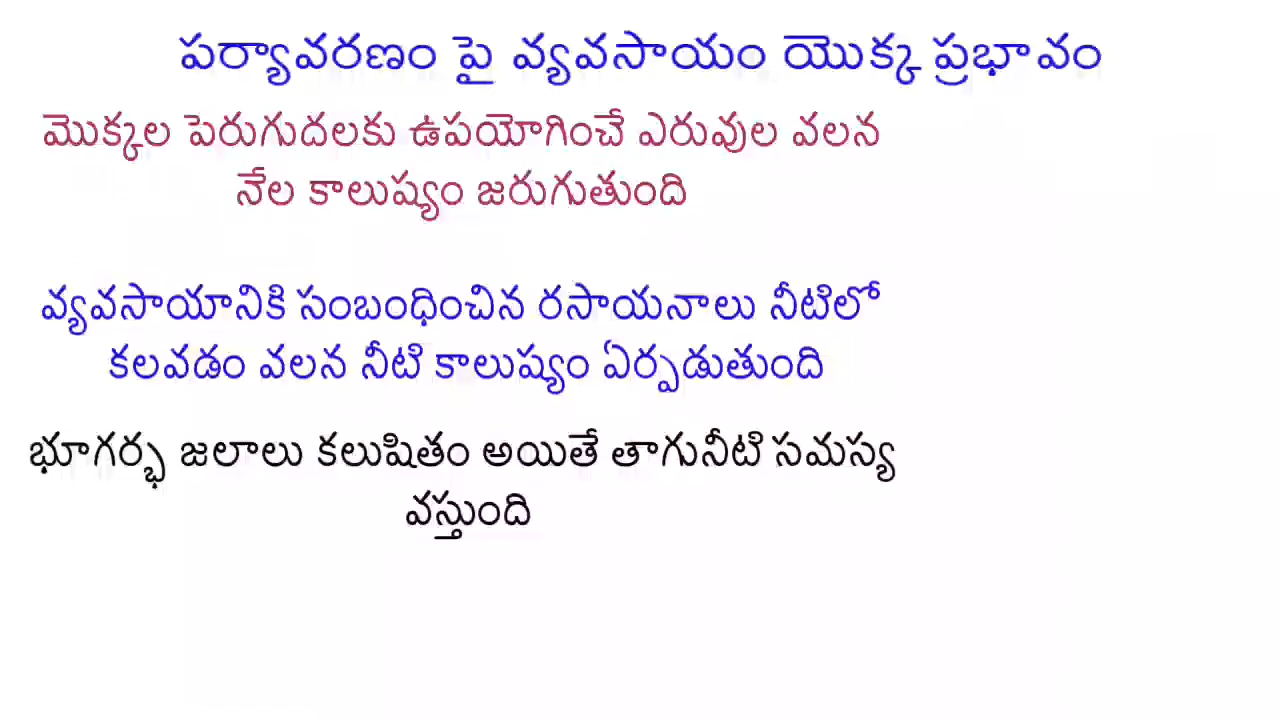 పర్యావరణం పై వ్యవసాయం యొక్క ప్రభావం
మొక్కల పెరుగుదలకు ఉపయోగించే ఎరువుల వలన
నేల కాలుష్యం జరుగుతుంది
వ్యవసాయానికి సంబంధించిన రసాయనాలు నీటిలో
కలవడం వలన నీటి కాలుష్యం ఏర్పడుతుంది
భూగర్భ జలాలు కలుషితం అయితే తాగునీటి సమస్య
వస్తుంది